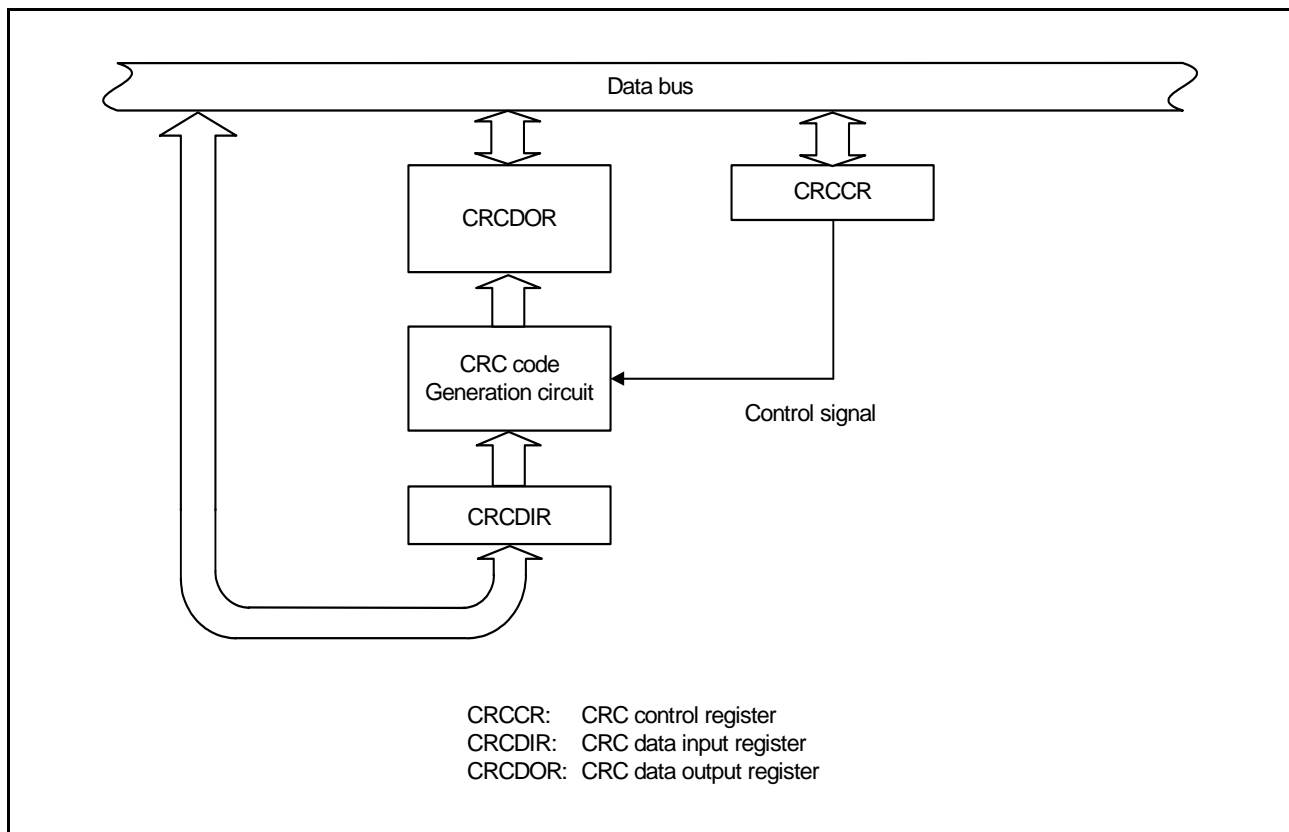 Data bus
CRCDOR
CRCCR
CRC code
Generation circuit
Control signal
CRCDIR
CRCCR: CRC control register
CRCDIR: CRC data input register
CRCDOR: CRC data output register